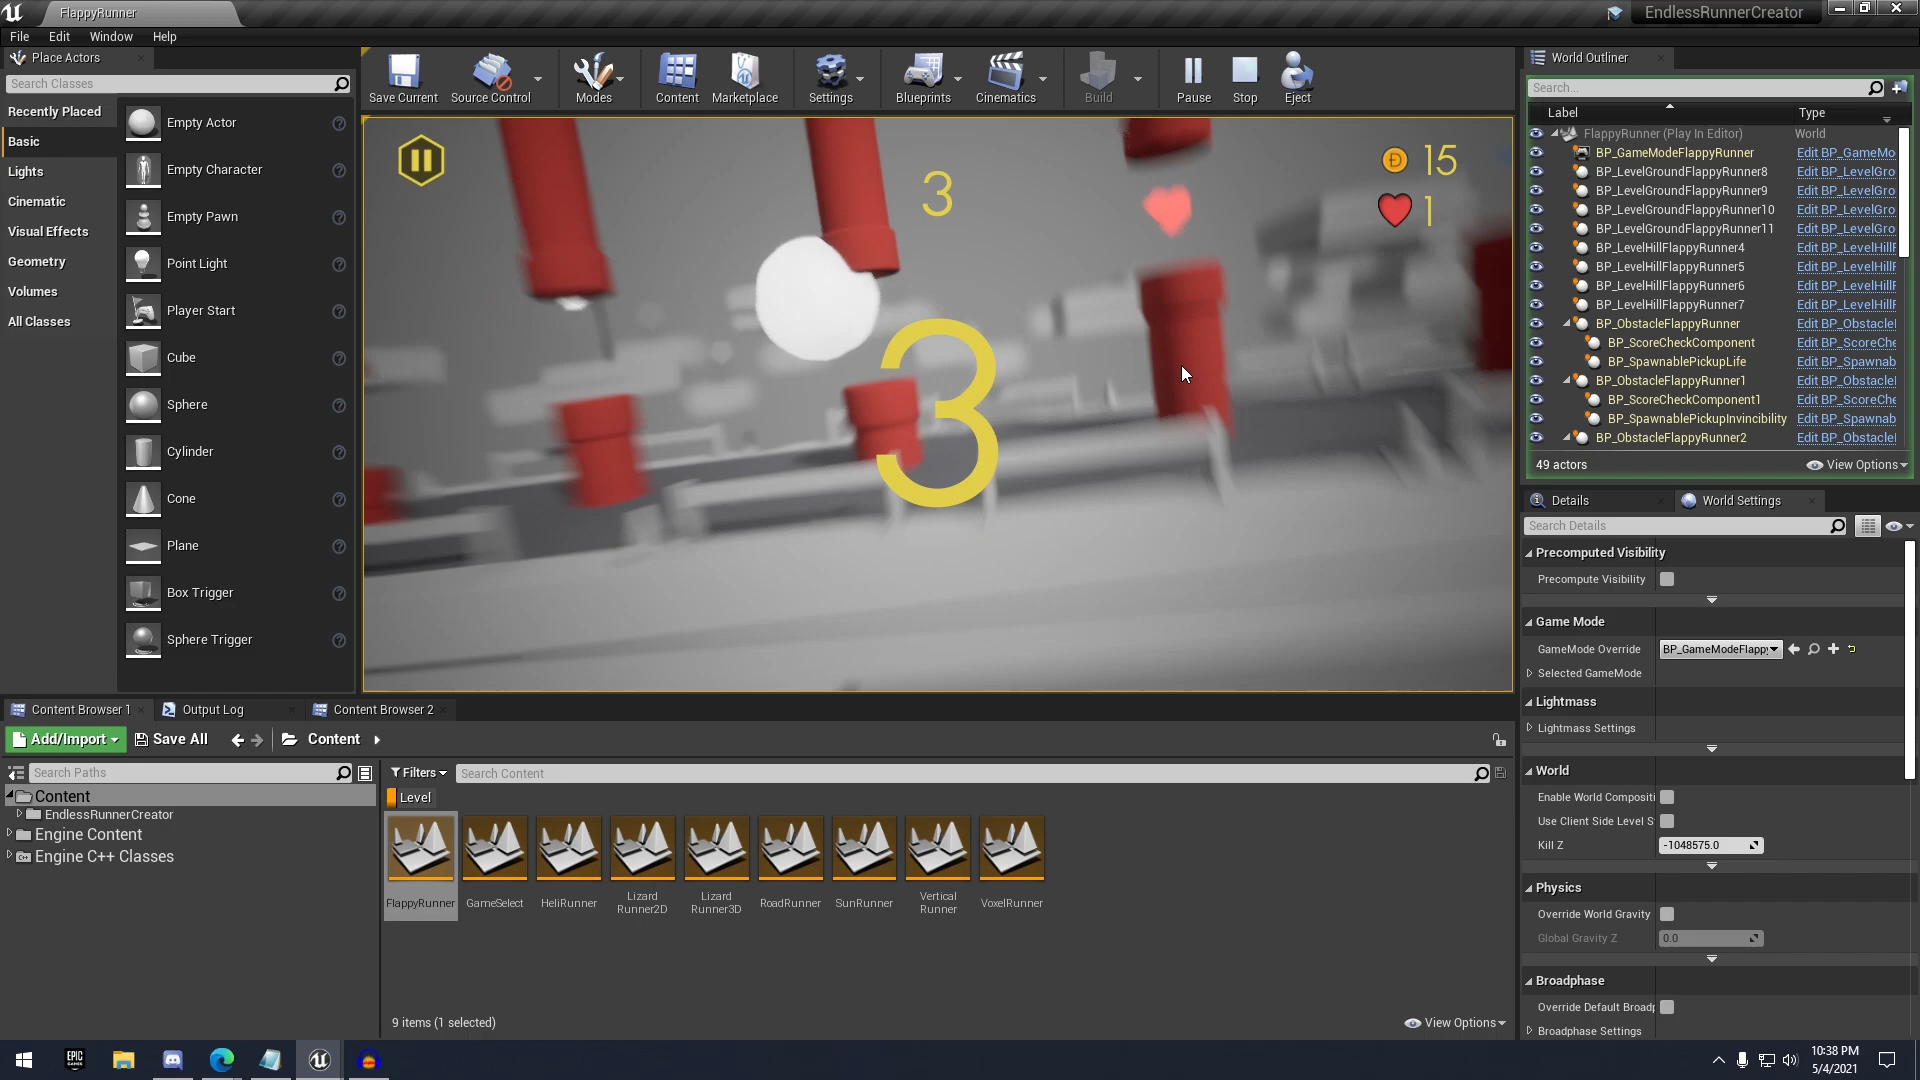 FlappyRunner
EndlessRunnerCreator
File
Edit
Window
Help
Place Actors
Search Classes
Recently Placed
Basic
Lights
Cinematic
Visual Effects
Geometry
Volumes
All Classes
Empty Actor
Empty Character
Empty Pawn
Point Light
Player Start
Cube
Sphere
Cylinder
Cone
Plane
Box Trigger
Sphere Trigger
Save Current
Source Control
Modes
Content
Marketplace
Settings
Blueprints
Cinematics
Build
Pause
Stop
Eject
3
15
1
3
World Outliner
Search...
Label
Type
FlappyRunner (Play In Editor)
World
BP_GameModeFlappyRunner
Edit BP_GameMo
BP_LevelGroundFlappyRunner8
Edit BP_LevelGro
BP_LevelGroundFlappyRunner9
Edit BP_LevelGro
BP_LevelGroundFlappyRunner10
Edit BP_LevelGro
BP_LevelGroundFlappyRunner11
Edit BP_LevelGro
BP_LevelHillFlappyRunner4
Edit BP_LevelHillF
BP_LevelHillFlappyRunner5
Edit BP_LevelHillF
BP_LevelHillFlappyRunner6
Edit BP_LevelHillF
BP_LevelHillFlappyRunner7
Edit BP_LevelHillF
BP_ObstacleFlappyRunner
Edit BP_Obstacle
BP_ScoreCheckComponent
Edit BP_ScoreChe
BP_SpawnablePickupLife
Edit BP_Spawnab
BP_ObstacleFlappyRunner1
Edit BP_Obstacle
BP_ScoreCheckComponent1
Edit BP_ScoreChe
BP_SpawnablePickupInvincibility
Edit BP_Spawnab
BP_ObstacleFlappyRunner2
Edit BP_Obstacle
49 actors
View Options
Details
World Settings
Search Details
Precomputed Visibility
Precompute Visibility
Game Mode
GameMode Override
BP_GameModeFlappy
Selected GameMode
Lightmass
Lightmass Settings
World
Enable World Compositi
Use Client Side Level S
Kill Z
-1048575.0
Physics
Override World Gravity
Global Gravity Z
0.0
Broadphase
Override Default Broadp
Broadphase Settings
Content Browser 1
Output Log
Content Browser 2
Add/Import
Save All
Content
Search Paths
Filters
Search Content
Content
EndlessRunnerCreator
Engine Content
Engine C++ Classes
Level
FlappyRunner
GameSelect
HeliRunner
Lizard
Runner2D
Lizard
Runner3D
RoadRunner
SunRunner
Vertical
Runner
VoxelRunner
9 items (1 selected)
View Options
EPIC
GAMES
10:38 PM
5/4/2021